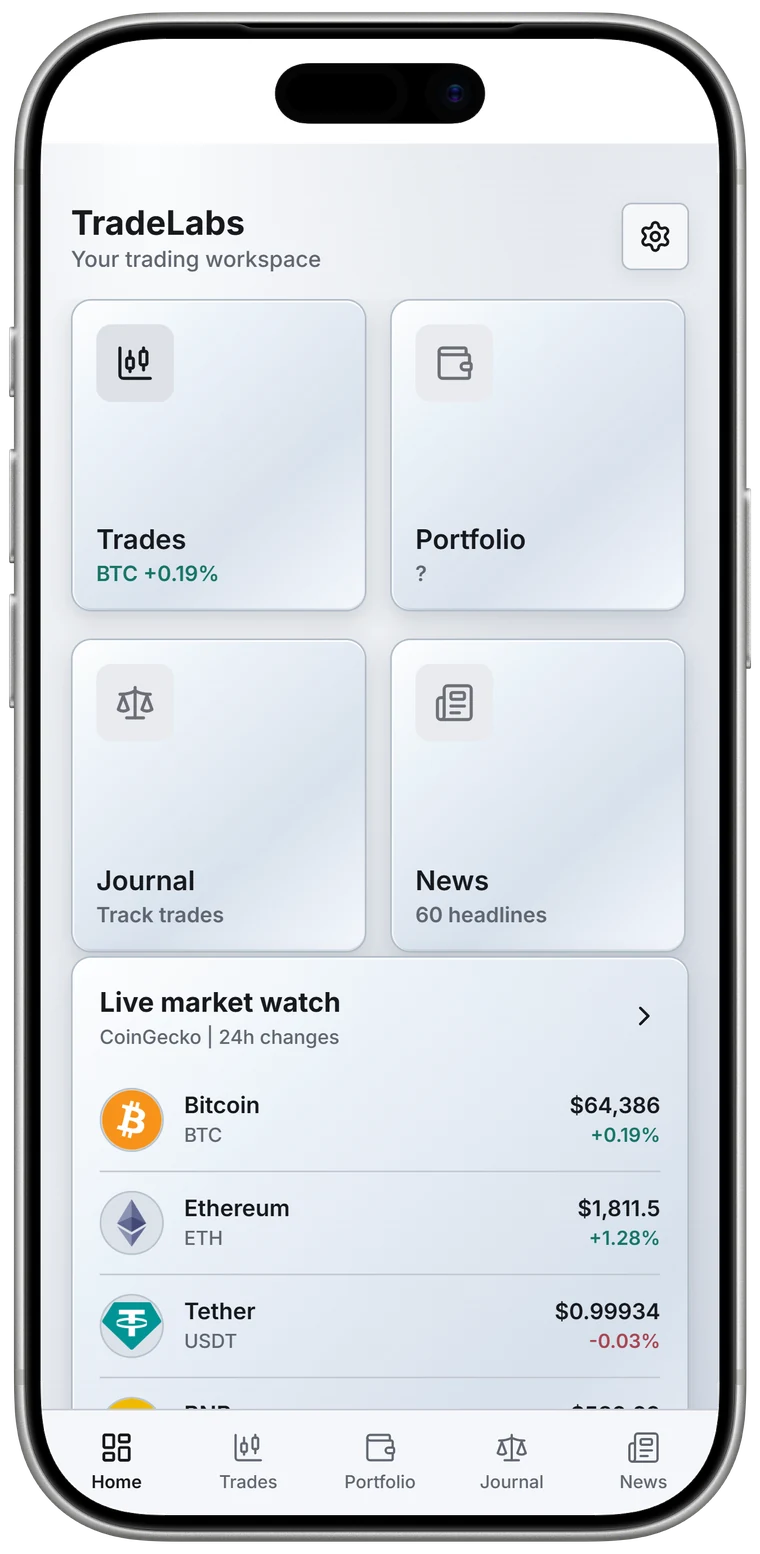 TradeLabs
Your trading workspace
Trades
BTC +0.19%
Portfolio
?
Journal
Track trades
News
60 headlines
Live market watch
CoinGecko | 24h changes
Bitcoin
$64,386
BTC
+0.19%
Ethereum
$1,811.5
ETH
+1.28%
Tether
$0.99934
USDT
-0.03%
Home
Trades
Portfolio
Journal
News